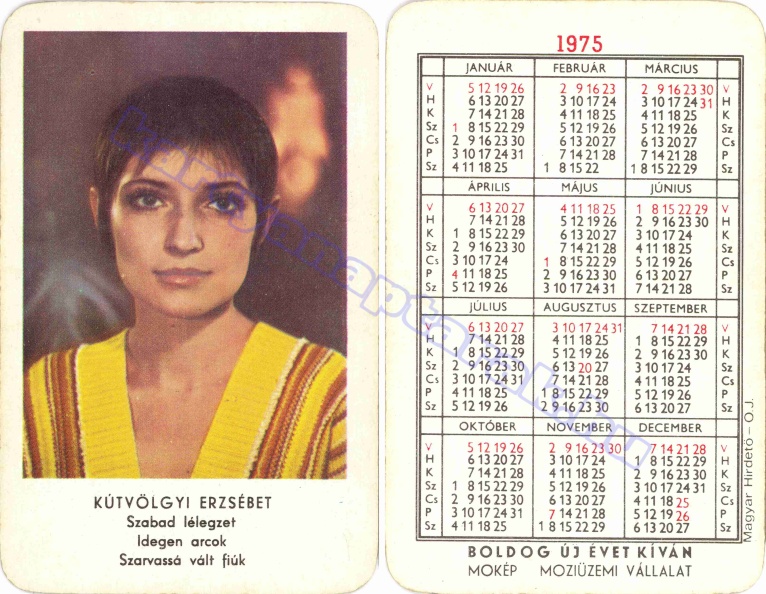 KÚTVÖLGYI ERZSÉBET
Szabad lélegzet
Idegen arcok
Szarvassá vált fiúk
1975
JANUÁR FEBRUÁR MÁRCIUS
V 5 12 19 26 2 9 16 23 2 9 16 23 30 V
H 6 13 20 27 3 10 17 24 3 10 17 24 31 H
K 7 14 21 28 4 11 18 25 4 11 18 25 K
Sz 1 8 15 22 29 5 12 19 26 5 12 19 26 Sz
Cs 2 9 16 23 30 6 13 20 27 6 13 20 27 Cs
P 3 10 17 24 31 7 14 21 28 7 14 21 28 P
Sz 4 11 18 25 1 8 15 22 1 8 15 22 29 Sz
ÁPRILIS MÁJUS JÚNIUS
V 6 13 20 27 4 11 18 25 1 8 15 22 29 V
H 7 14 21 28 5 12 19 26 2 9 16 23 30 H
K 1 8 15 22 29 6 13 20 27 3 10 17 24 K
Sz 2 9 16 23 30 7 14 21 28 4 11 18 25 Sz
Cs 3 10 17 24 1 8 15 22 29 5 12 19 26 Cs
P 4 11 18 25 2 9 16 23 30 6 13 20 27 P
Sz 5 12 19 26 3 10 17 24 31 7 14 21 28 Sz
JÚLIUS AUGUSZTUS SZEPTEMBER
V 6 13 20 27 3 10 17 24 31 7 14 21 28 V
H 7 14 21 28 4 11 18 25 1 8 15 22 29 H
K 1 8 15 22 29 5 12 19 26 2 9 16 23 30 K
Sz 2 9 16 23 30 6 13 20 27 3 10 17 24 Sz
Cs 3 10 17 24 31 7 14 21 28 4 11 18 25 Cs
P 4 11 18 25 1 8 15 22 29 5 12 19 26 P
Sz 5 12 19 26 2 9 16 23 30 6 13 20 27 Sz
OKTÓBER NOVEMBER DECEMBER
V 5 12 19 26 2 9 16 23 30 7 14 21 28 V
H 6 13 20 27 3 10 17 24 1 8 15 22 29 H
K 7 14 21 28 4 11 18 25 2 9 16 23 30 K
Sz 1 8 15 22 29 5 12 19 26 3 10 17 24 31 Sz
Cs 2 9 16 23 30 6 13 20 27 4 11 18 25 Cs
P 3 10 17 24 31 7 14 21 28 5 12 19 26 P
Sz 4 11 18 25 1 8 15 22 29 6 13 20 27 Sz
BOLDOG ÚJ ÉVET KÍVÁN
MOKÉP MOZIÜZEMI VÁLLALAT
Magyar Hirdető – O.J.